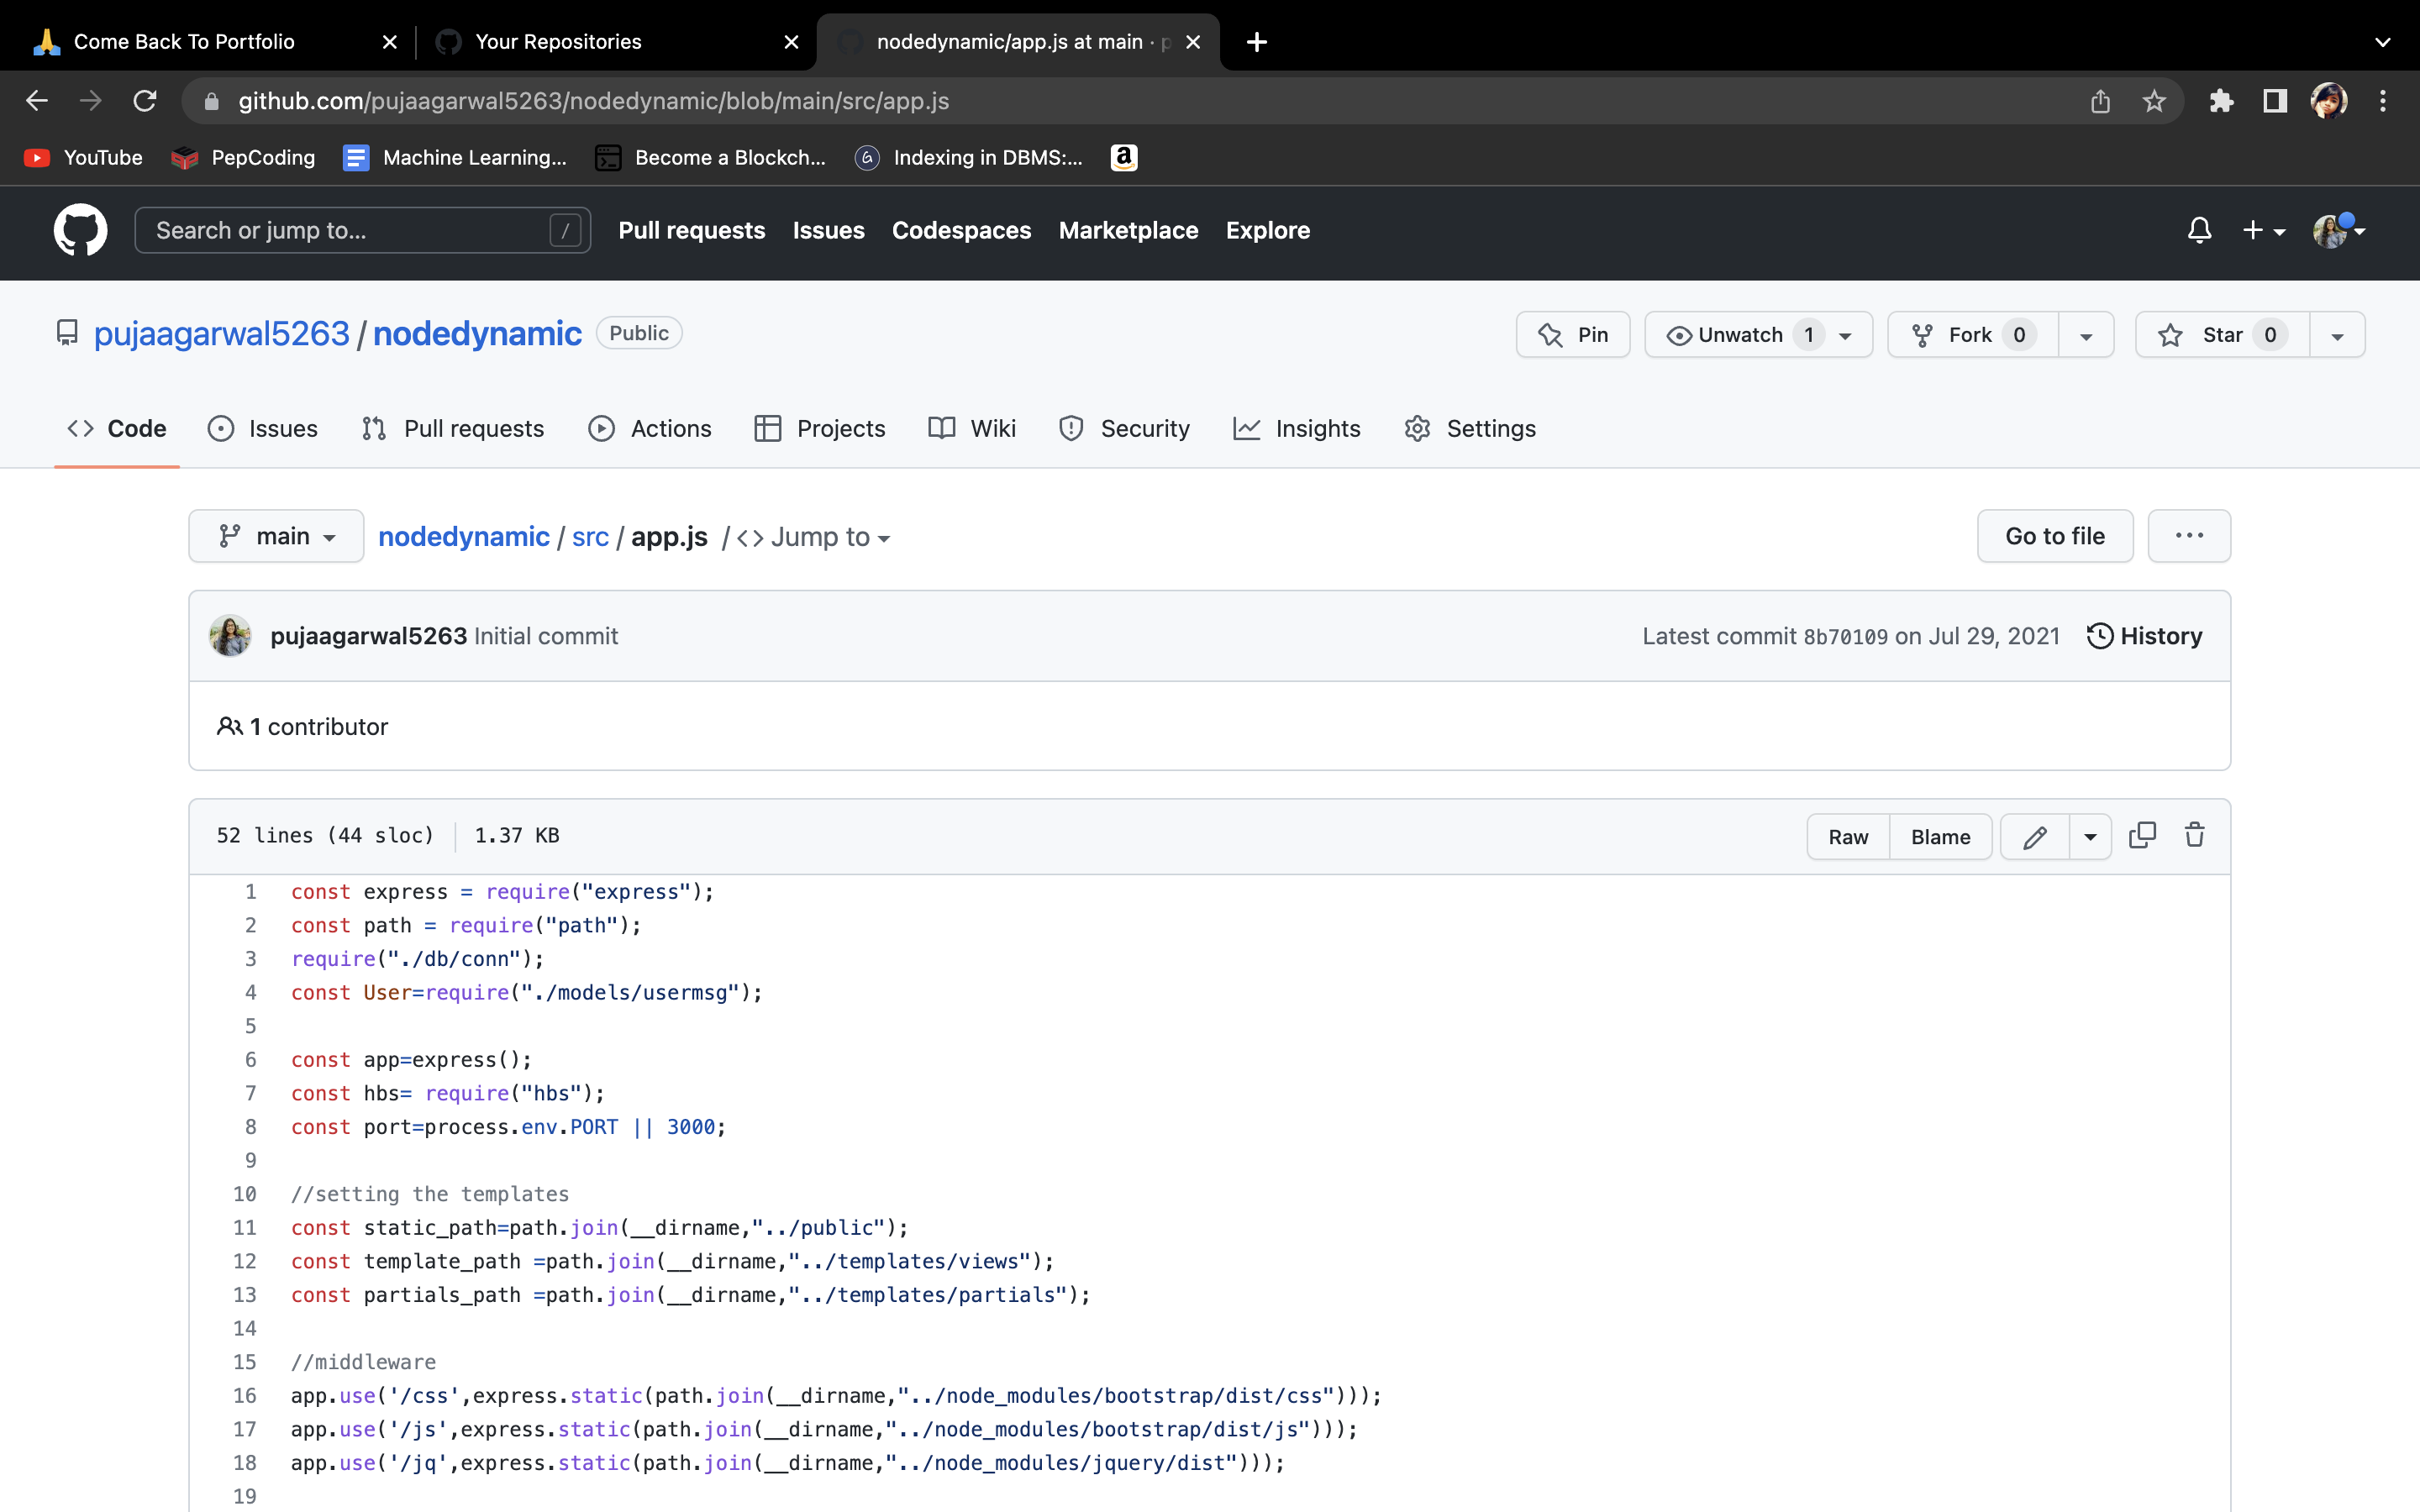 Come Back To Portfolio
Your Repositories
nodedynamic/app.js at main ·
github.com/pujaagarwal5263/nodedynamic/blob/main/src/app.js
YouTube
PepCoding
Machine Learning...
Become a Blockch...
Indexing in DBMS:...
Search or jump to... /
Pull requests Issues Codespaces Marketplace Explore
pujaagarwal5263 / nodedynamic Public
Pin
Unwatch 1
Fork 0
Star 0
Code Issues Pull requests Actions Projects Wiki Security Insights Settings
main
nodedynamic / src / app.js / <> Jump to
Go to file
...
pujaagarwal5263 Initial commit
Latest commit 8b70109 on Jul 29, 2021 History
1 contributor
52 lines (44 sloc) 1.37 KB
Raw Blame
1 const express = require("express");
2 const path = require("path");
3 require("./db/conn");
4 const User=require("./models/usermsg");
5
6 const app=express();
7 const hbs= require("hbs");
8 const port=process.env.PORT || 3000;
9
10 //setting the templates
11 const static_path=path.join(__dirname,"../public");
12 const template_path =path.join(__dirname,"../templates/views");
13 const partials_path =path.join(__dirname,"../templates/partials");
14
15 //middleware
16 app.use('/css',express.static(path.join(__dirname,"../node_modules/bootstrap/dist/css")));
17 app.use('/js',express.static(path.join(__dirname,"../node_modules/bootstrap/dist/js")));
18 app.use('/jq',express.static(path.join(__dirname,"../node_modules/jquery/dist")));
19